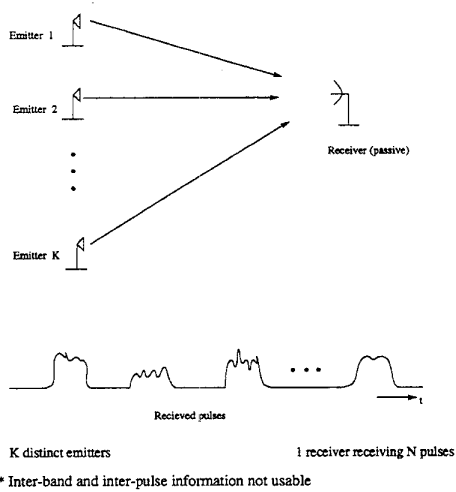 Emitter 1
Emitter 2
Receiver (passive)
Emitter K
t
Recieved pulses
K distinct emitters
1 receiver receiving N pulses
* Inter-band and inter-pulse information not usable